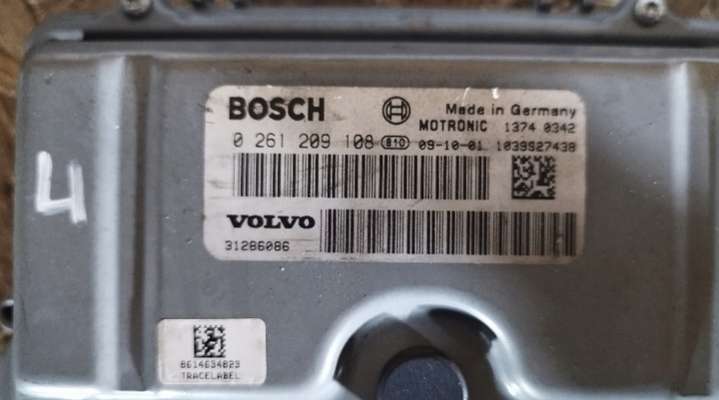 BOSCH Made in Germany
MOTRONIC 1374 0342
0 261 209 108 810 09-10-01 1039S27438
VOLVO
31286086
4
8614634823
TRACELABEL